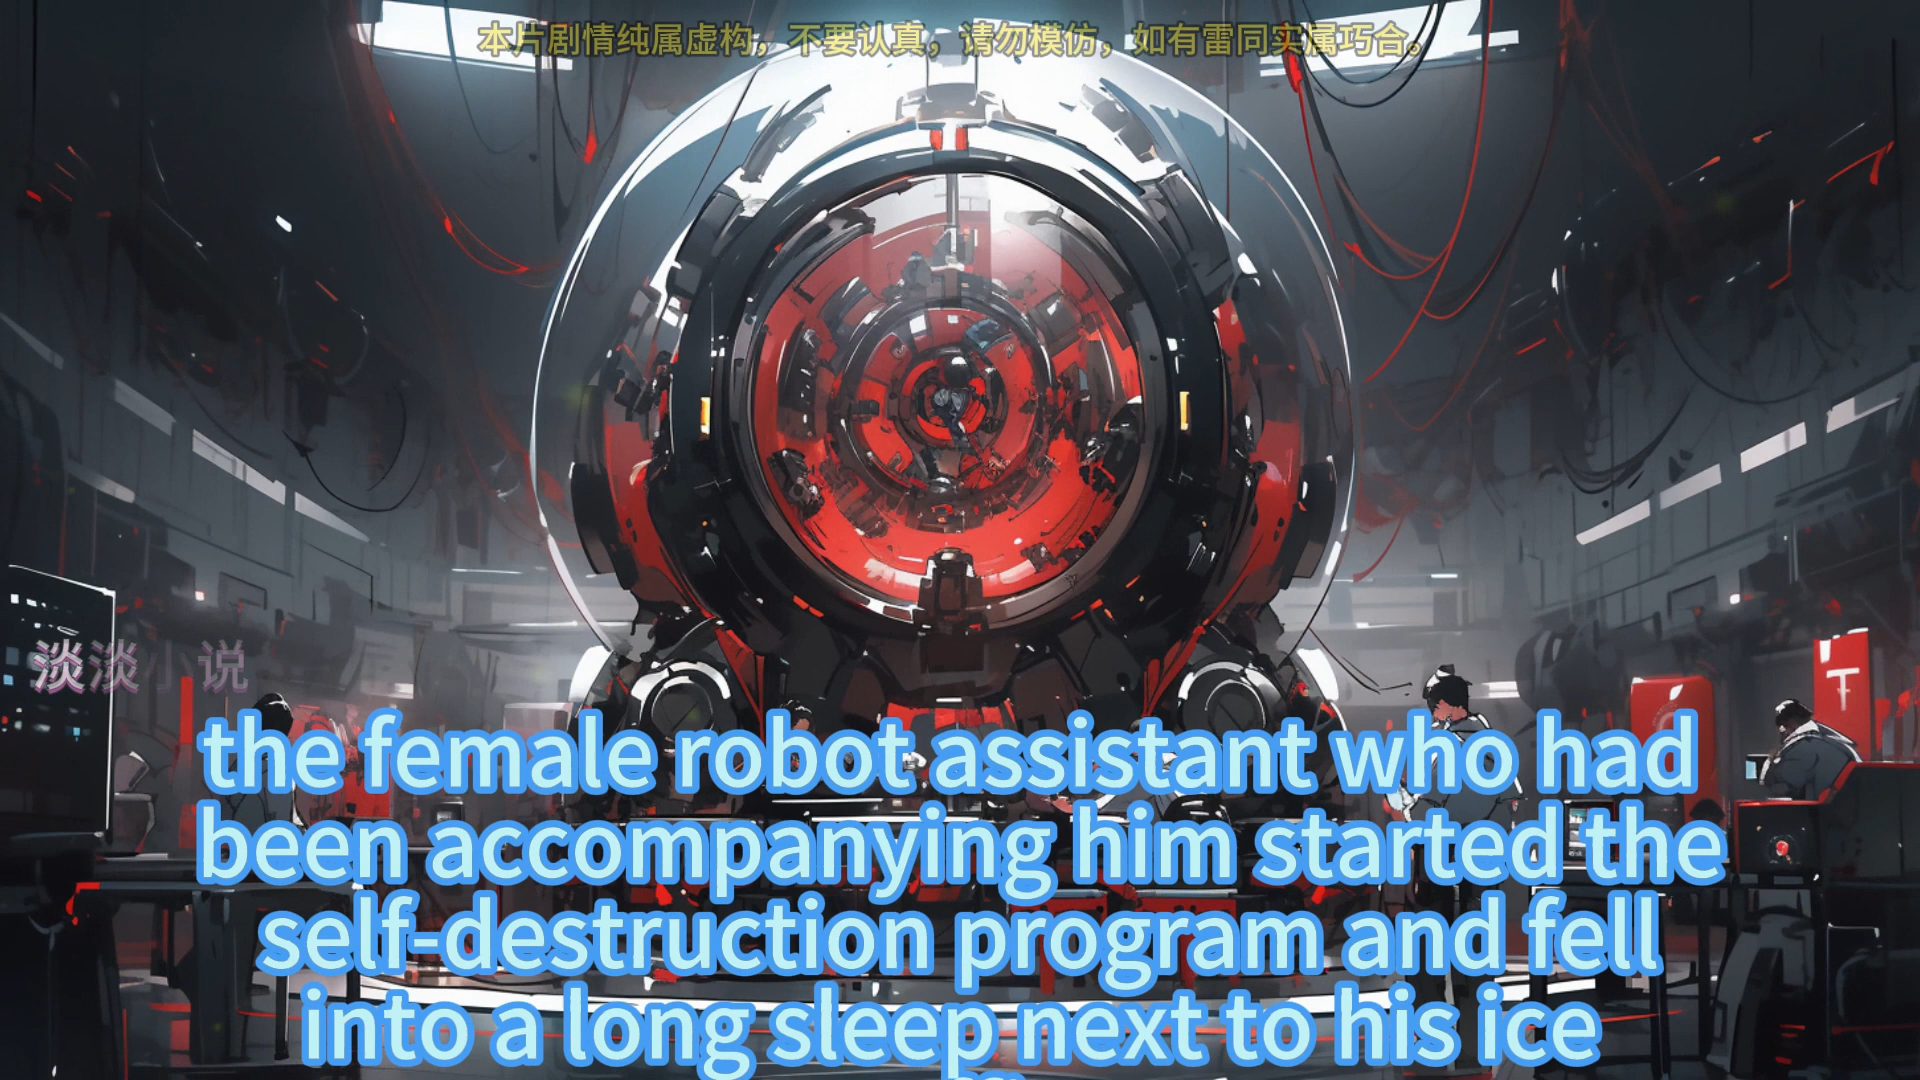 本片剧情纯属虚构，不要认真，请勿模仿，如有雷同实属巧合。
淡淡小说
T
the female robot assistant who had
been accompanying him started the
self-destruction program and fell
into a long sleep next to his ice